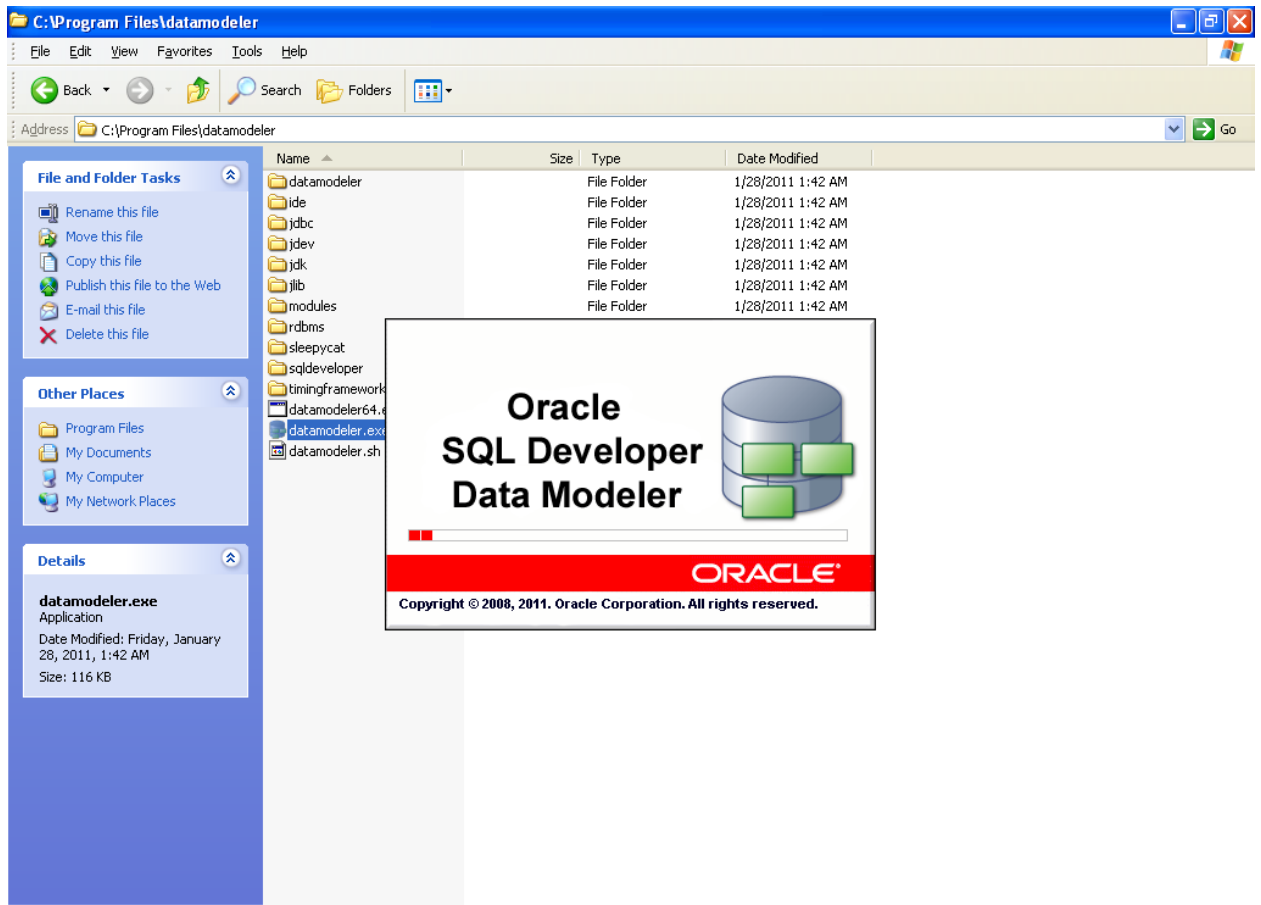 C:\Program Files\datamodeler
File Edit View Favorites Tools Help
Back Search Folders
Address C:\Program Files\datamodeler Go
Name Size Type Date Modified
File and Folder Tasks
Rename this file
Move this file
Copy this file
Publish this file to the Web
E-mail this file
Delete this file
Other Places
Program Files
My Documents
My Computer
My Network Places
Details
datamodeler.exe
Application
Date Modified: Friday, January
28, 2011, 1:42 AM
Size: 116 KB
datamodeler File Folder 1/28/2011 1:42 AM
ide File Folder 1/28/2011 1:42 AM
jdbc File Folder 1/28/2011 1:42 AM
jdev File Folder 1/28/2011 1:42 AM
jdk File Folder 1/28/2011 1:42 AM
jlib File Folder 1/28/2011 1:42 AM
modules File Folder 1/28/2011 1:42 AM
rdbms
sleepycat
sqldeveloper
timingframework
datamodeler64.e
datamodeler.exe
datamodeler.sh
Oracle
SQL Developer
Data Modeler
ORACLE®
Copyright © 2008, 2011. Oracle Corporation. All rights reserved.